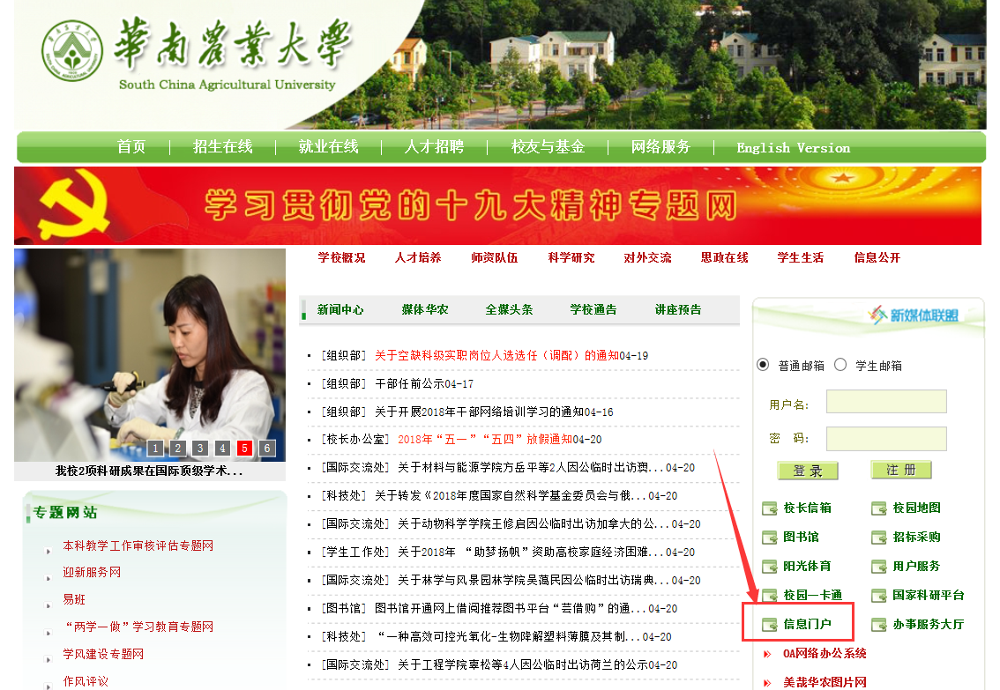 華南農業大學
South China Agricultural University
首页 招生在线 就业在线 人才招聘 校友与基金 网络服务 English Version
学习贯彻党的十九大精神专题网
学校概况 人才培养 师资队伍 科学研究 对外交流 思政在线 学生生活 信息公开
1 2 3 4 5 6
我校2项科研成果在国际顶级学术...
专题网站
本科教学工作审核评估专题网
迎新服务网
易班
“两学一做”学习教育专题网
学风建设专题网
作风评议
新闻中心 媒体华农 全媒头条 学校通告 讲座预告
[组织部] 关于空缺科级实职岗位人选选任（调配）的通知04-19
[组织部] 干部任前公示04-17
[组织部] 关于开展2018年干部网络培训学习的通知04-16
[校长办公室] 2018年“五一”“五四”放假通知04-20
[国际交流处] 关于材料与能源学院方岳平等2人因公临时出访澳...04-20
[科技处] 关于转发《2018年度国家自然科学基金委员会与俄...04-20
[国际交流处] 关于动物科学学院王修启因公临时出访加拿大的公...04-20
[学生工作处] 关于2018年 “助梦扬帆”资助高校家庭经济困难...04-20
[国际交流处] 关于林学与风景园林学院吴蔼民因公临时出访瑞典...04-20
[图书馆] 图书馆开通网上借阅推荐图书平台“芸借购”的通...04-20
[科技处] “一种高效可控光氧化-生物降解塑料薄膜及其制...04-20
[国际交流处] 关于工程学院辜松等4人因公临时出访荷兰的公示04-20
新媒体联盟
普通邮箱 学生邮箱
用户名:
密 码:
登 录 注 册
校长信箱 校园地图
图书馆 招标采购
阳光体育 用户服务
校园一卡通 国家科研平台
信息门户 办事服务大厅
OA网络办公系统
美哉华农图片网